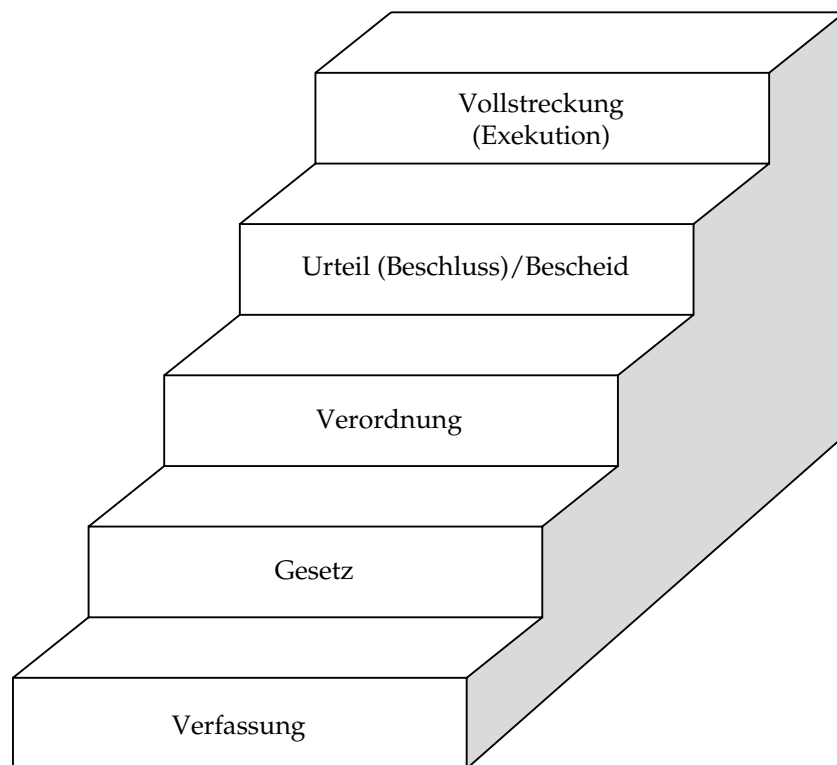 Vollstreckung
(Exekution)
Urteil (Beschluss)/Bescheid
Verordnung
Gesetz
Verfassung